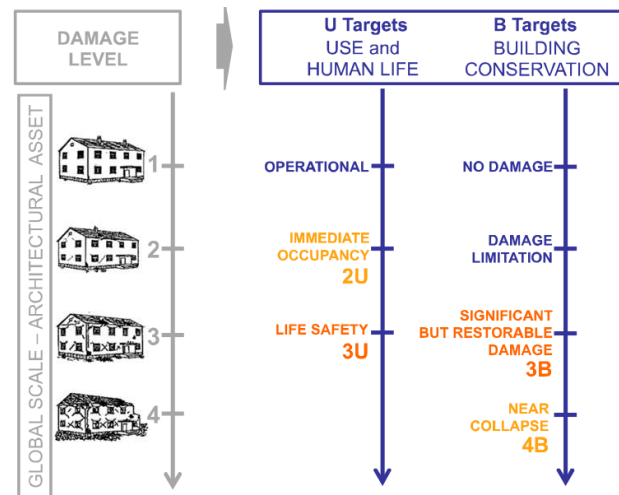 DAMAGE
LEVEL
U Targets
USE and
HUMAN LIFE
B Targets
BUILDING
CONSERVATION
GLOBAL SCALE – ARCHITECTURAL ASSET
1
OPERATIONAL
NO DAMAGE
2
IMMEDIATE
OCCUPANCY
2U
DAMAGE
LIMITATION
3
LIFE SAFETY
3U
SIGNIFICANT
BUT RESTORABLE
DAMAGE
3B
4
NEAR
COLLAPSE
4B